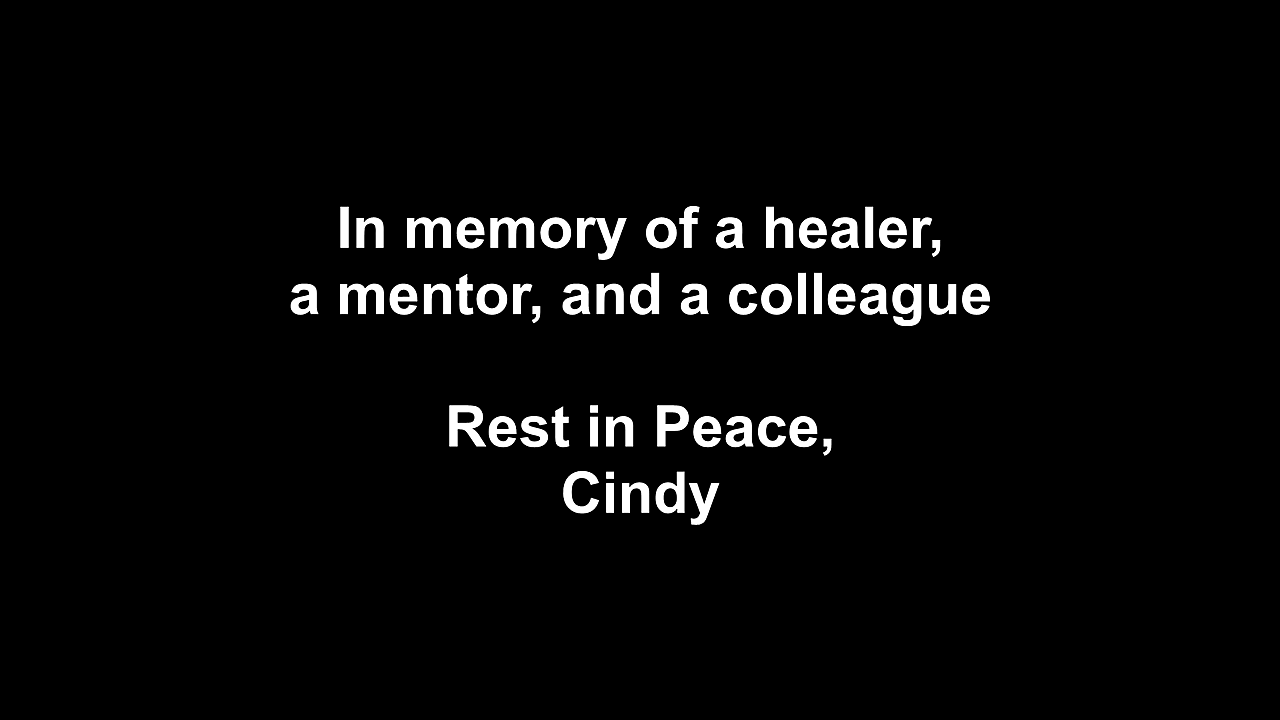 In memory of a healer,
a mentor, and a colleague
Rest in Peace,
Cindy